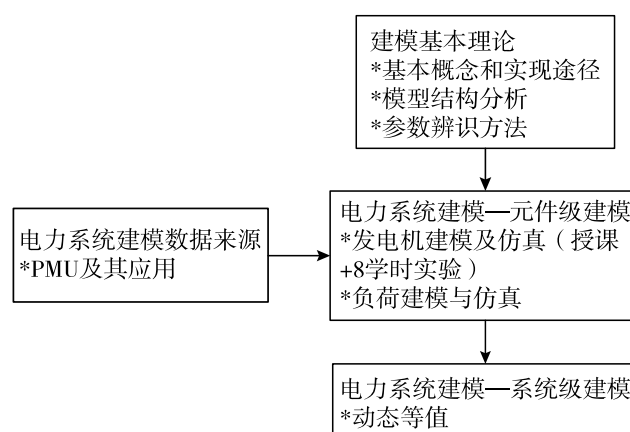 建模基本理论
*基本概念和实现途径
*模型结构分析
*参数辨识方法
电力系统建模数据来源
*PMU及其应用
电力系统建模—元件级建模
*发电机建模及仿真（授课
+8学时实验）
*负荷建模与仿真
电力系统建模—系统级建模
*动态等值